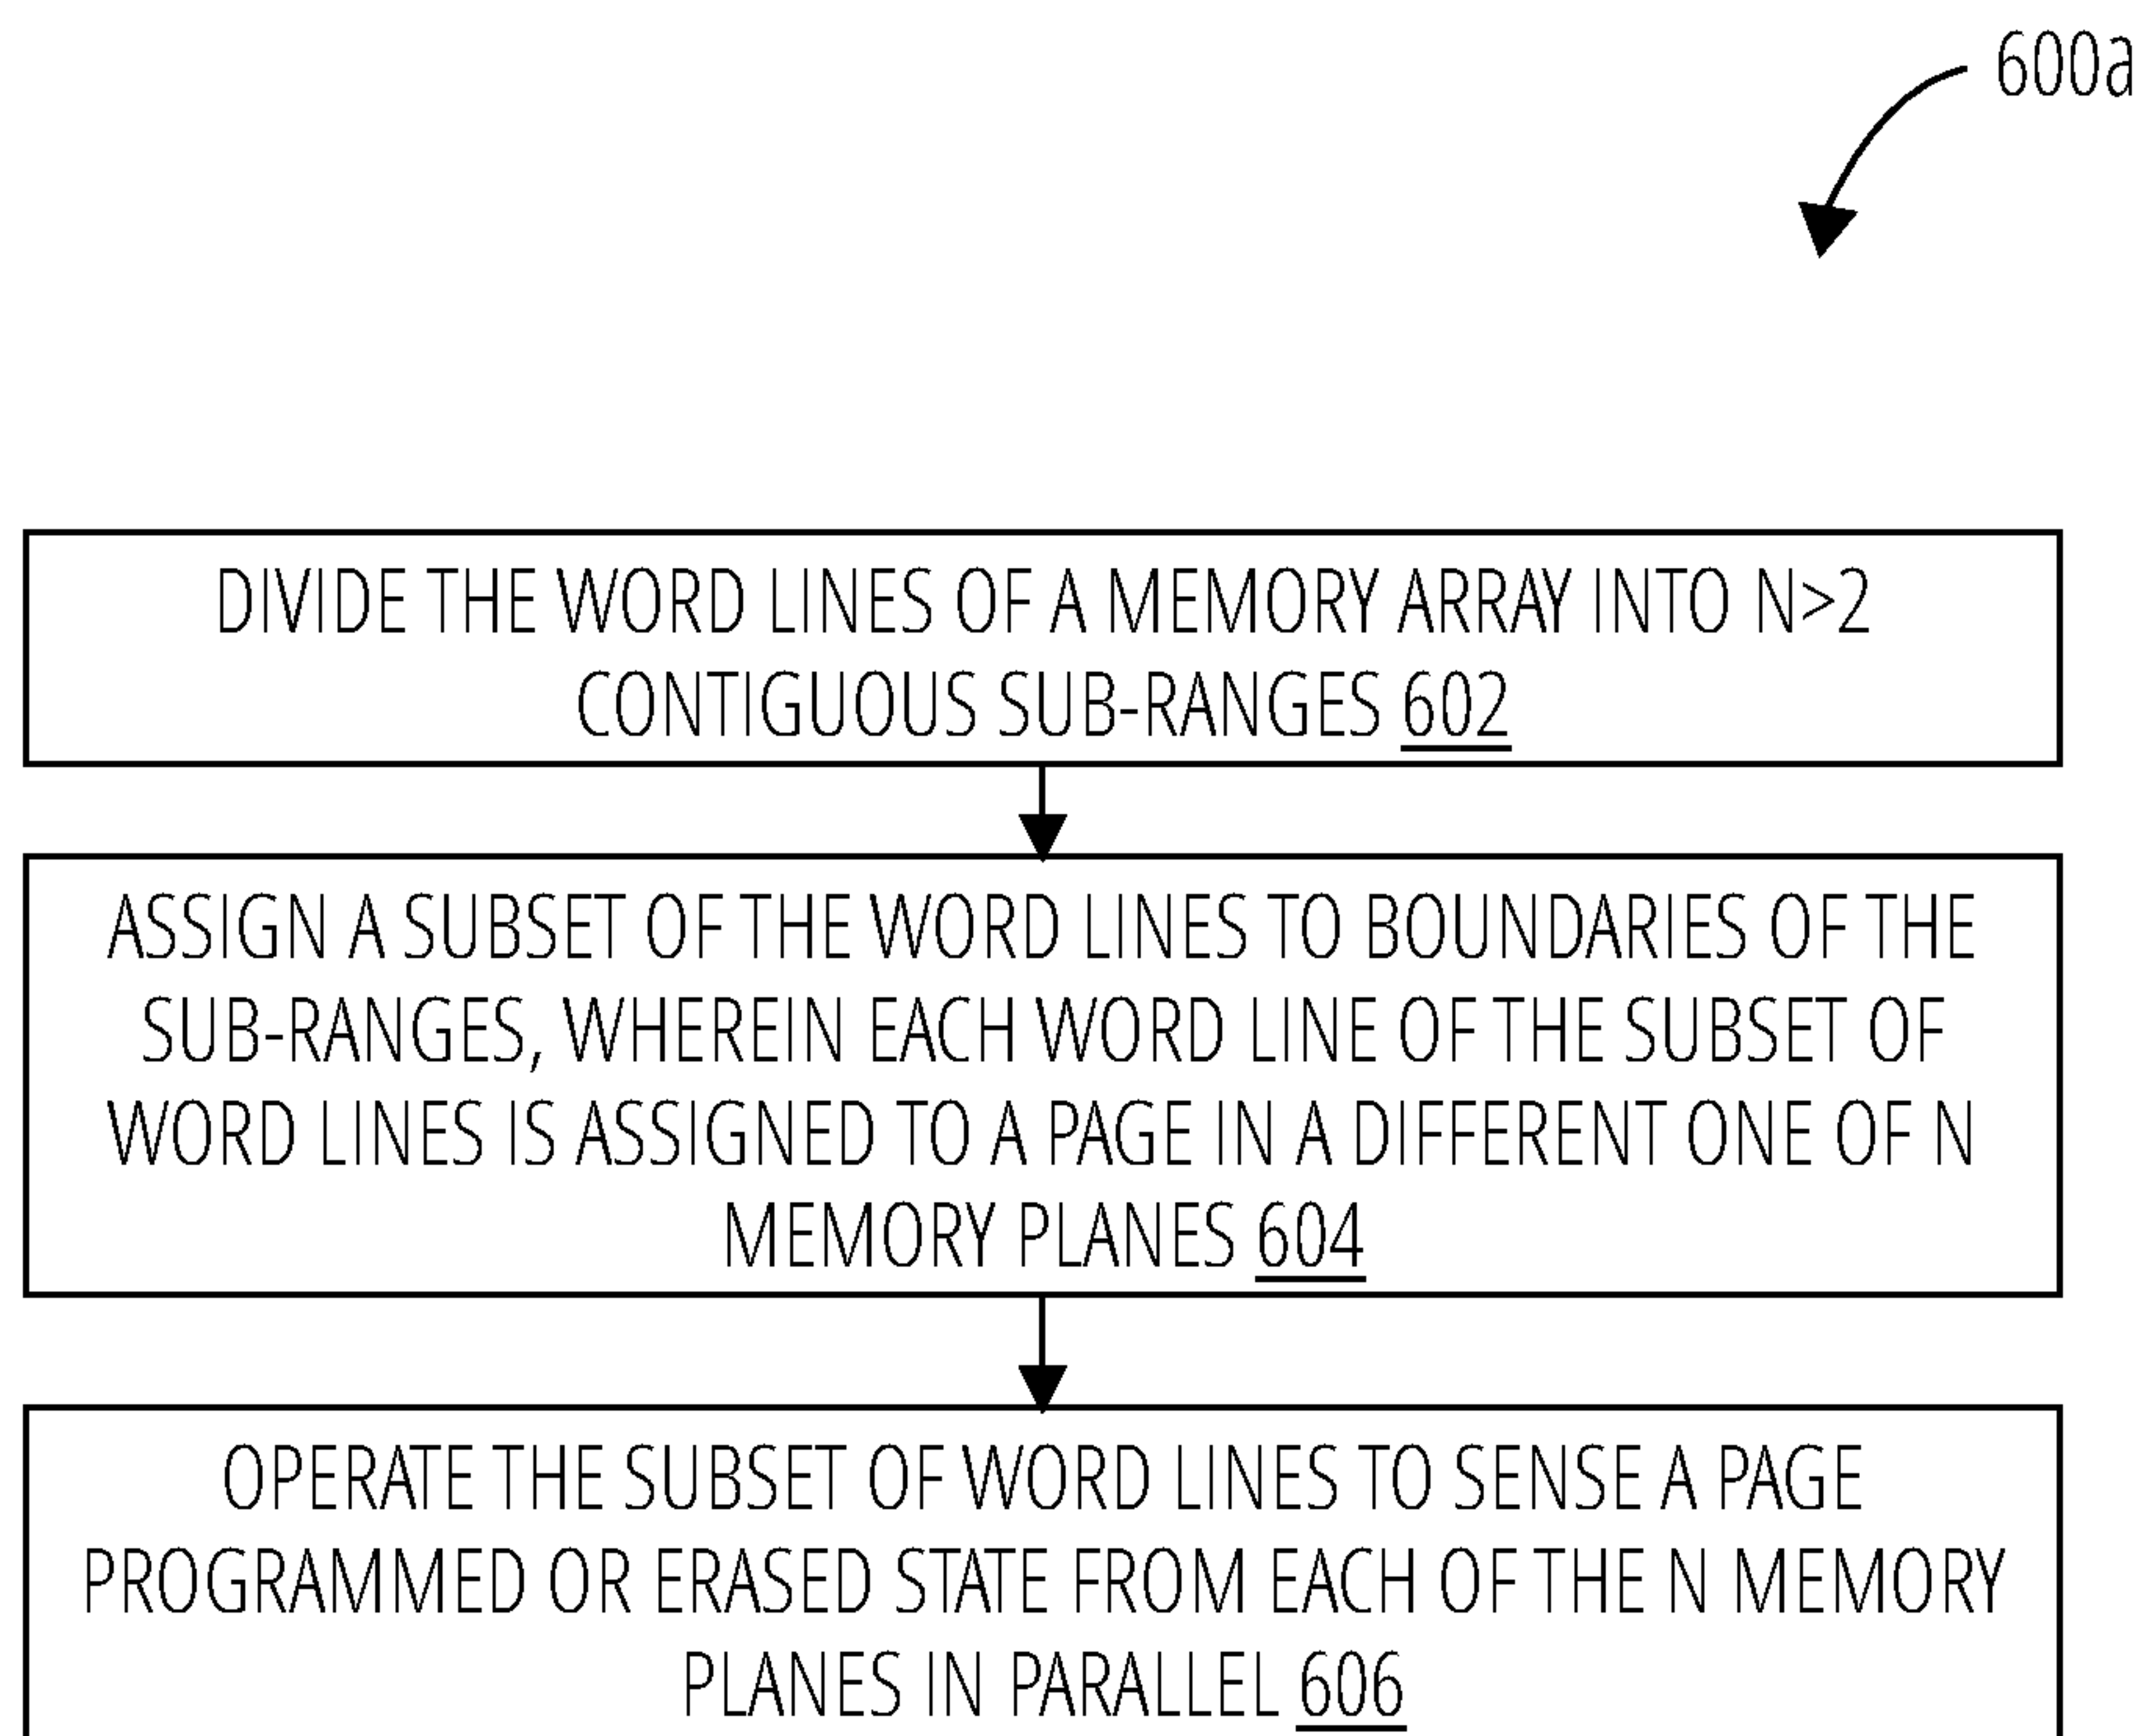 600a
DIVIDE THE WORD LINES OF A MEMORY ARRAY INTO N>2
CONTIGUOUS SUB-RANGES 602
ASSIGN A SUBSET OF THE WORD LINES TO BOUNDARIES OF THE
SUB-RANGES, WHEREIN EACH WORD LINE OF THE SUBSET OF
WORD LINES IS ASSIGNED TO A PAGE IN A DIFFERENT ONE OF N
MEMORY PLANES 604
OPERATE THE SUBSET OF WORD LINES TO SENSE A PAGE
PROGRAMMED OR ERASED STATE FROM EACH OF THE N MEMORY
PLANES IN PARALLEL 606